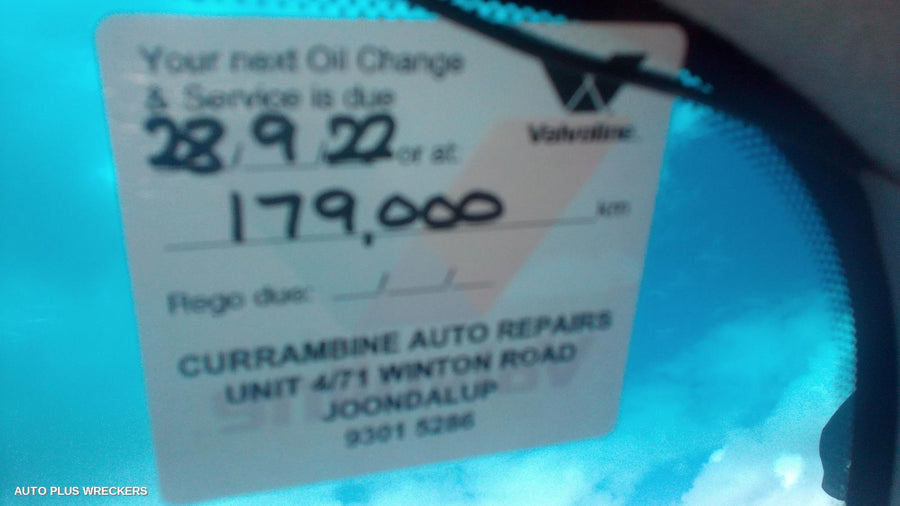 Your next Oil Change
& Service is due
28/9/22 or at
Valvoline
179,000 km
Rego due: / /
CURRAMBINE AUTO REPAIRS
UNIT 4/71 WINTON ROAD
JOONDALUP
9301 5286
AUTO PLUS WRECKERS